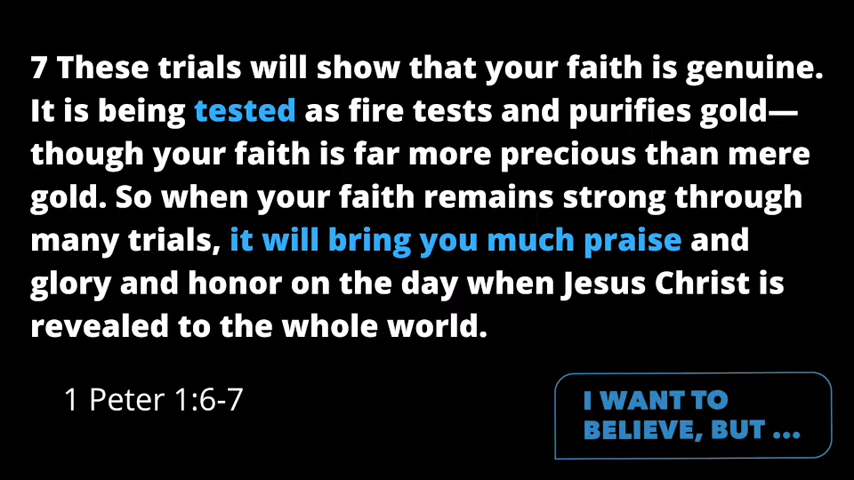 7 These trials will show that your faith is genuine.
It is being tested as fire tests and purifies gold—
though your faith is far more precious than mere
gold. So when your faith remains strong through
many trials, it will bring you much praise and
glory and honor on the day when Jesus Christ is
revealed to the whole world.
1 Peter 1:6-7
I WANT TO
BELIEVE, BUT ...